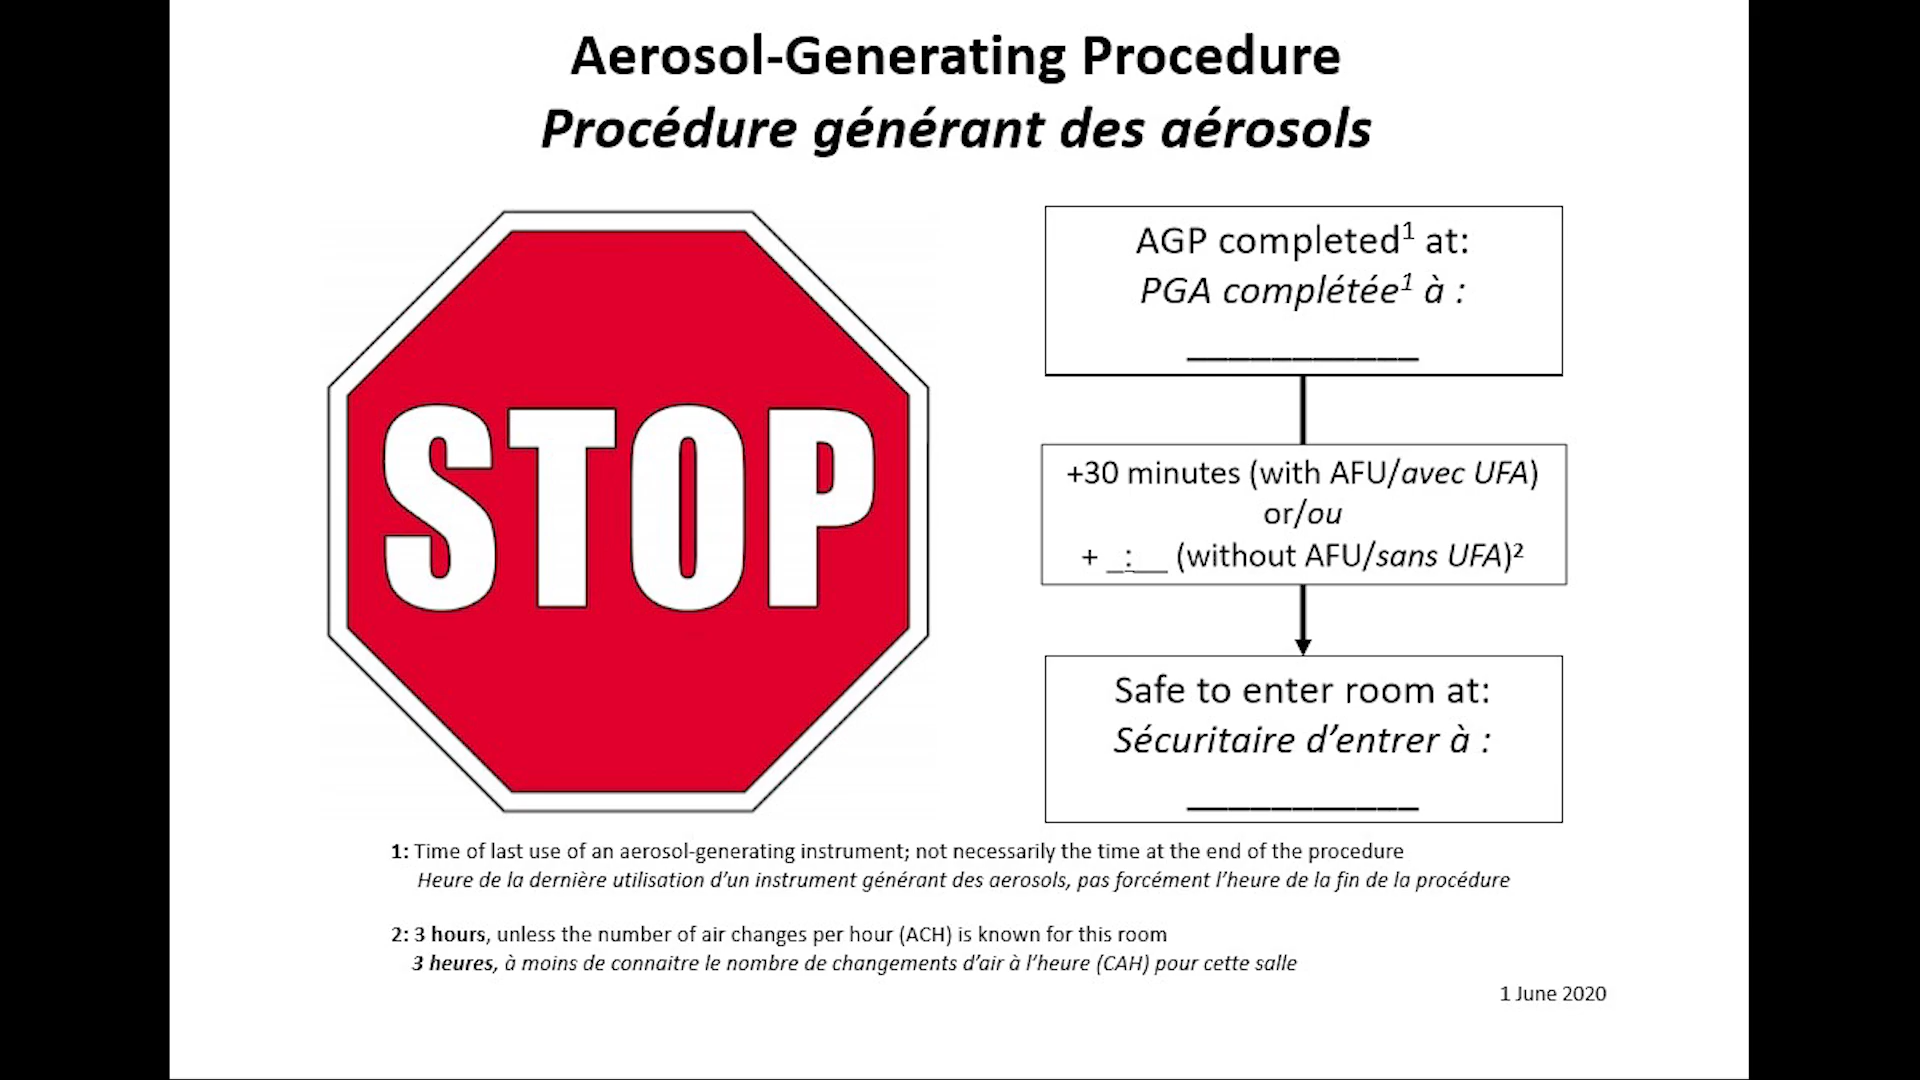 Aerosol-Generating Procedure
Procédure générant des aérosols
STOP
AGP completed¹ at:
PGA complétée¹ à :
___________
+30 minutes (with AFU/avec UFA)
or/ou
+ _:__ (without AFU/sans UFA)²
Safe to enter room at:
Sécuritaire d’entrer à :
___________
1: Time of last use of an aerosol-generating instrument; not necessarily the time at the end of the procedure
Heure de la dernière utilisation d’un instrument générant des aerosols, pas forcément l’heure de la fin de la procédure
2: 3 hours, unless the number of air changes per hour (ACH) is known for this room
3 heures, à moins de connaitre le nombre de changements d’air à l’heure (CAH) pour cette salle
1 June 2020